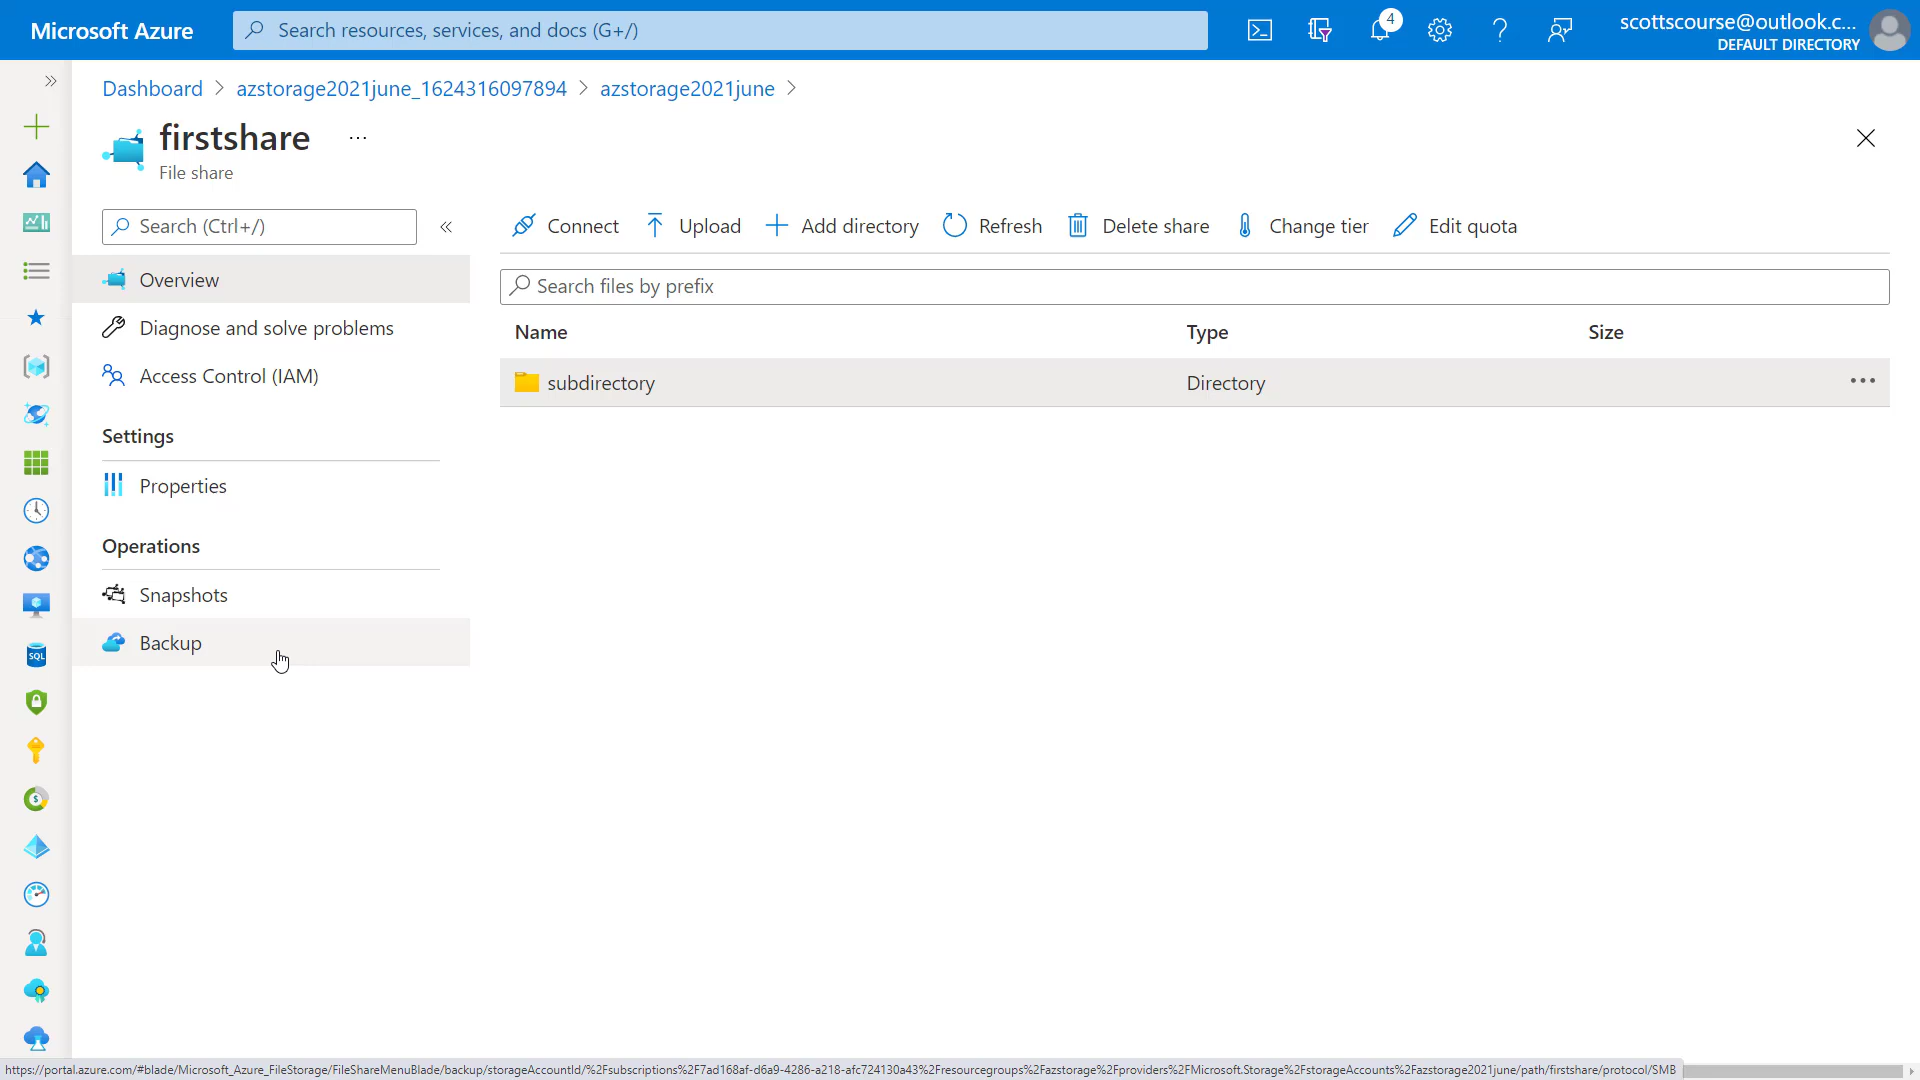 Microsoft Azure
Search resources, services, and docs (G+/)
4
scottscourse@outlook.c...
DEFAULT DIRECTORY
Dashboard > azstorage2021june_1624316097894 > azstorage2021june >
firstshare ...
File share
Search (Ctrl+/)
Connect Upload Add directory Refresh Delete share Change tier Edit quota
Overview
Diagnose and solve problems
Access Control (IAM)
Settings
Properties
Operations
Snapshots
Backup
Search files by prefix
Name Type Size
subdirectory Directory
SQL
https://portal.azure.com/#blade/Microsoft_Azure_FileStorage/FileShareMenuBlade/backup/storageAccountId/%2Fsubscriptions%2F7ad168af-d6a9-4286-a218-afc724130a43%2Fresourcegroups%2Fazstorage%2Fproviders%2FMicrosoft.Storage%2FstorageAccounts%2Fazstorage2021june/path/firstshare/protocol/SMB